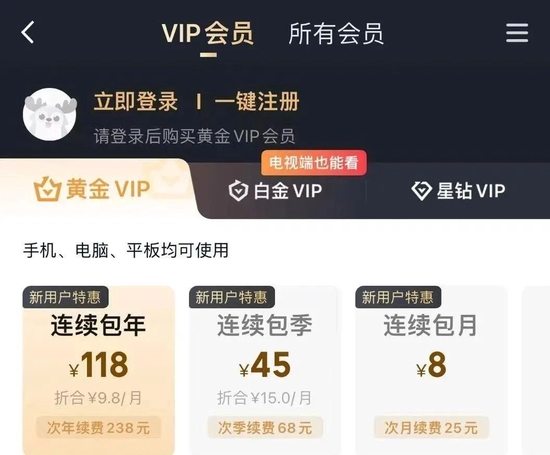 VIP会员 所有会员
立即登录 | 一键注册
请登录后购买黄金VIP会员
电视端也能看
黄金VIP 白金VIP 星钻VIP
手机、电脑、平板均可使用
新用户特惠 新用户特惠 新用户特惠
连续包年 连续包季 连续包月
¥118 ¥45 ¥8
折合¥9.8/月 折合¥15.0/月
次年续费238元 次季续费68元 次月续费25元